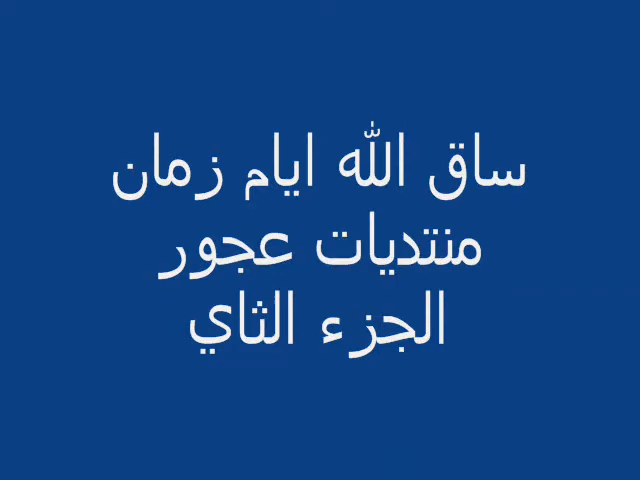 ساق الله ايام زمان
منتديات عجور
الجزء الثاي